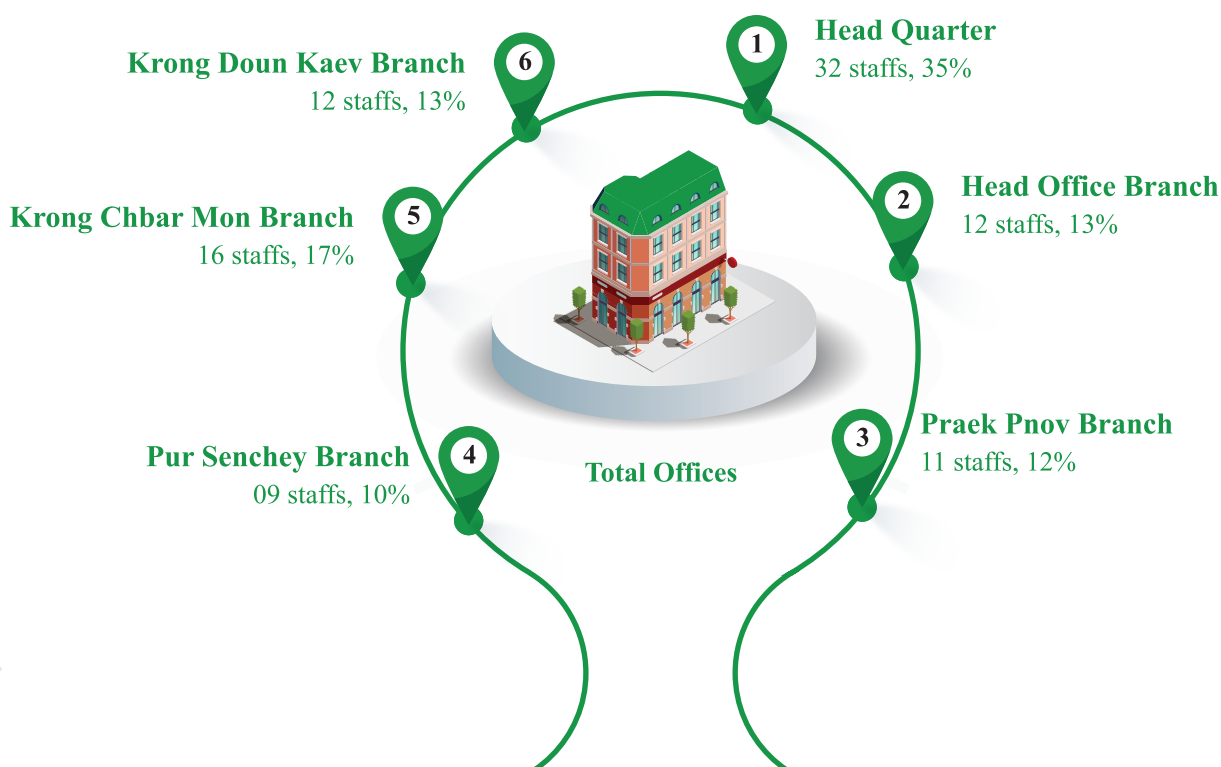 1
Head Quarter
32 staffs, 35%
2
Head Office Branch
12 staffs, 13%
3
Praek Pnov Branch
11 staffs, 12%
4
Pur Senchey Branch
09 staffs, 10%
5
Krong Chbar Mon Branch
16 staffs, 17%
6
Krong Doun Kaev Branch
12 staffs, 13%
Total Offices